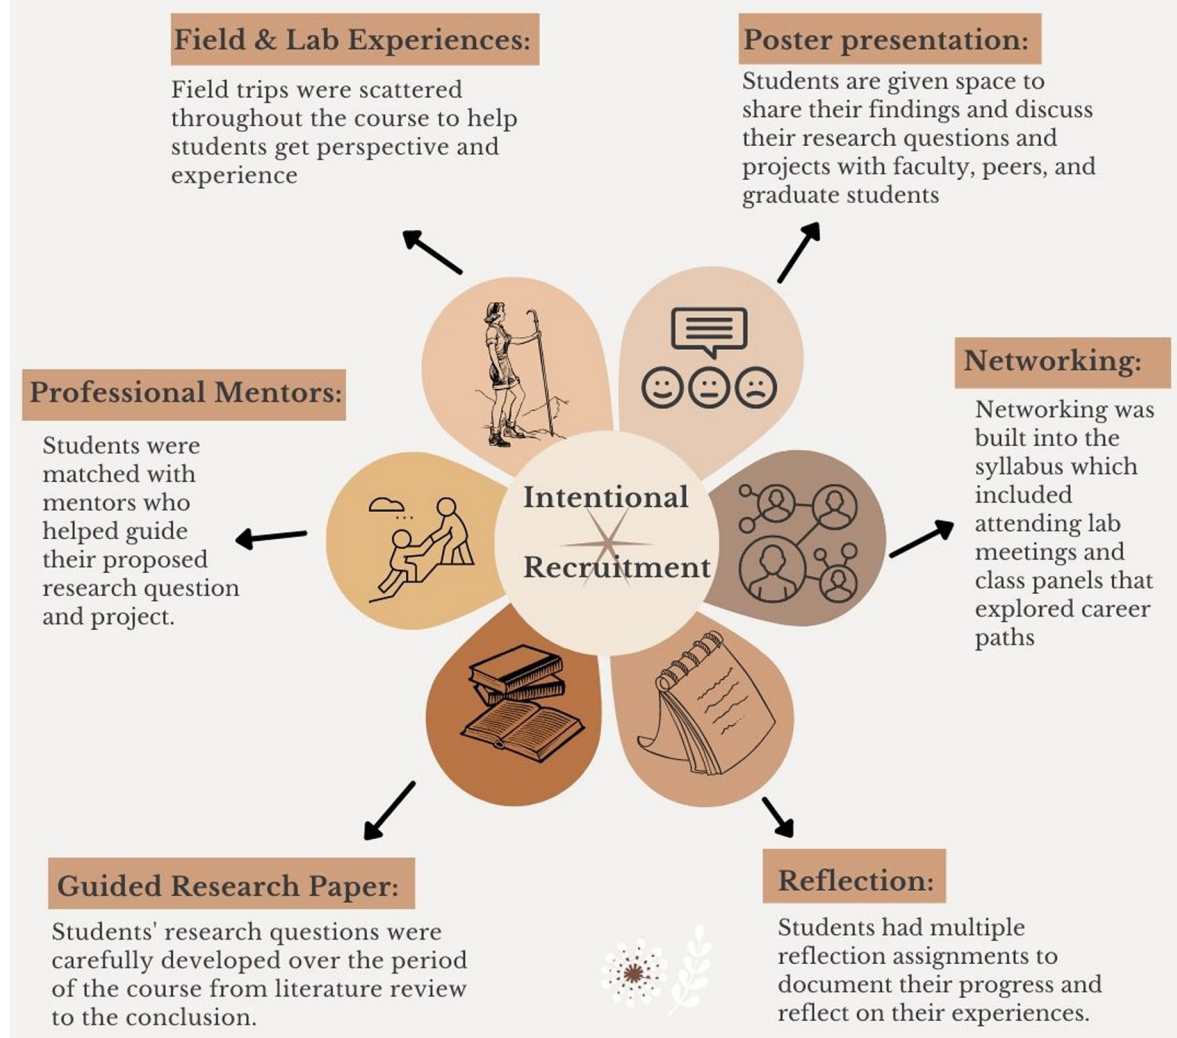 Field & Lab Experiences:
Field trips were scattered
throughout the course to help
students get perspective and
experience
Poster presentation:
Students are given space to
share their findings and discuss
their research questions and
projects with faculty, peers, and
graduate students
Professional Mentors:
Students were
matched with
mentors who
helped guide
their proposed
research question
and project.
Intentional
Recruitment
Networking:
Networking was
built into the
syllabus which
included
attending lab
meetings and
class panels that
explored career
paths
Guided Research Paper:
Students' research questions were
carefully developed over the period
of the course from literature review
to the conclusion.
Reflection:
Students had multiple
reflection assignments to
document their progress and
reflect on their experiences.